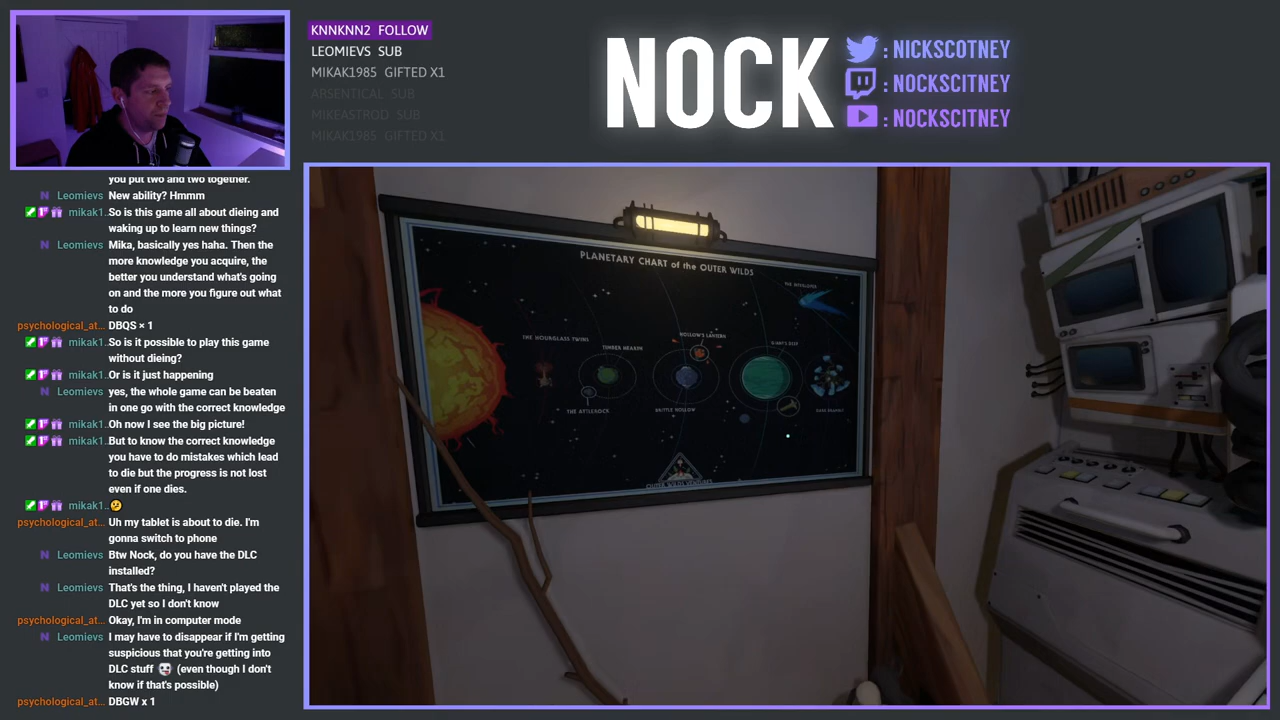 KNNKNN2 FOLLOW
LEOMIEVS SUB
MIKAK1985 GIFTED X1
ARSENTICAL SUB
MIKEASTROD SUB
MIKAK1985 GIFTED X1
NOCK
: NICKSCOTNEY
: NOCKSCITNEY
: NOCKSCITNEY
you put two and two together.
Leomievs New ability? Hmmm
mikak1.. So is this game all about dieing and
waking up to learn new things?
Leomievs Mika, basically yes haha. Then the
more knowledge you acquire, the
better you understand what's going
on and the more you figure out what
to do
psychological_at... DBQS × 1
mikak1.. So is it possible to play this game
without dieing?
mikak1.. Or is it just happening
Leomievs yes, the whole game can be beaten
in one go with the correct knowledge
mikak1.. Oh now I see the big picture!
mikak1.. But to know the correct knowledge
you have to do mistakes which lead
to die but the progress is not lost
even if one dies.
mikak1.. 😕
psychological_at... Uh my tablet is about to die. I'm
gonna switch to phone
Leomievs Btw Nock, do you have the DLC
installed?
Leomievs That's the thing, I haven't played the
DLC yet so I don't know
psychological_at... Okay, I'm in computer mode
Leomievs I may have to disappear if I'm getting
suspicious that you're getting into
DLC stuff (even though I don't
know if that's possible)
psychological_at... DBGW x 1
PLANETARY CHART of the OUTER WILDS
THE INTERLOPER
THE HOURGLASS TWINS
TIMBER HEARTH
HOLLOW'S LANTERN
GIANT'S DEEP
THE ATTLEROCK
BRITTLE HOLLOW
DARK BRAMBLE
OUTER WILDS VENTURES